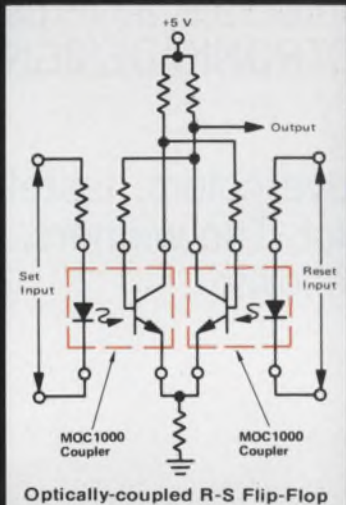 +5 V
Output
Set
Input
Reset
Input
MOC1000
Coupler
MOC1000
Coupler
Optically-coupled R-S Flip-Flop